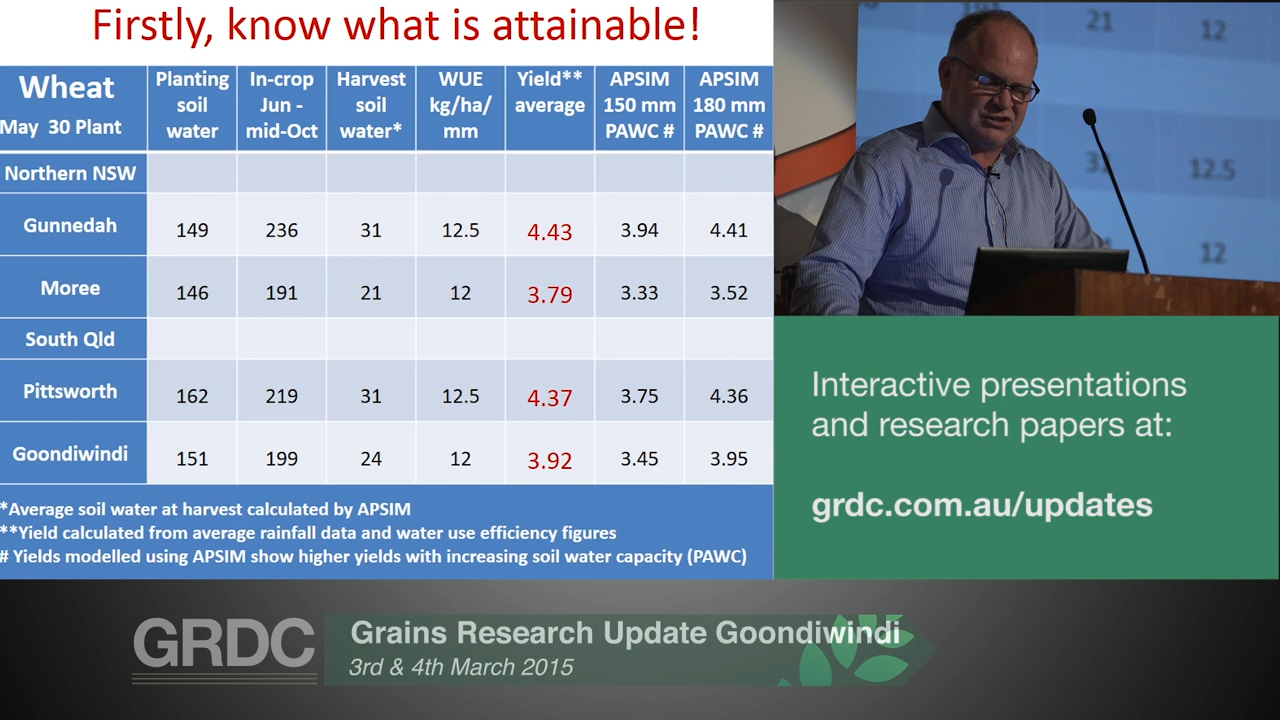 Firstly, know what is attainable!
Wheat
May 30 Plant
Planting soil water
In-crop Jun - mid-Oct
Harvest soil water*
WUE kg/ha/ mm
Yield** average
APSIM 150 mm PAWC #
APSIM 180 mm PAWC #
Northern NSW
Gunnedah 149 236 31 12.5 4.43 3.94 4.41
Moree 146 191 21 12 3.79 3.33 3.52
South Qld
Pittsworth 162 219 31 12.5 4.37 3.75 4.36
Goondiwindi 151 199 24 12 3.92 3.45 3.95
*Average soil water at harvest calculated by APSIM
**Yield calculated from average rainfall data and water use efficiency figures
# Yields modelled using APSIM show higher yields with increasing soil water capacity (PAWC)
21 12
12.5
12
Interactive presentations
and research papers at:
grdc.com.au/updates
GRDC
Grains Research Update Goondiwindi
3rd & 4th March 2015